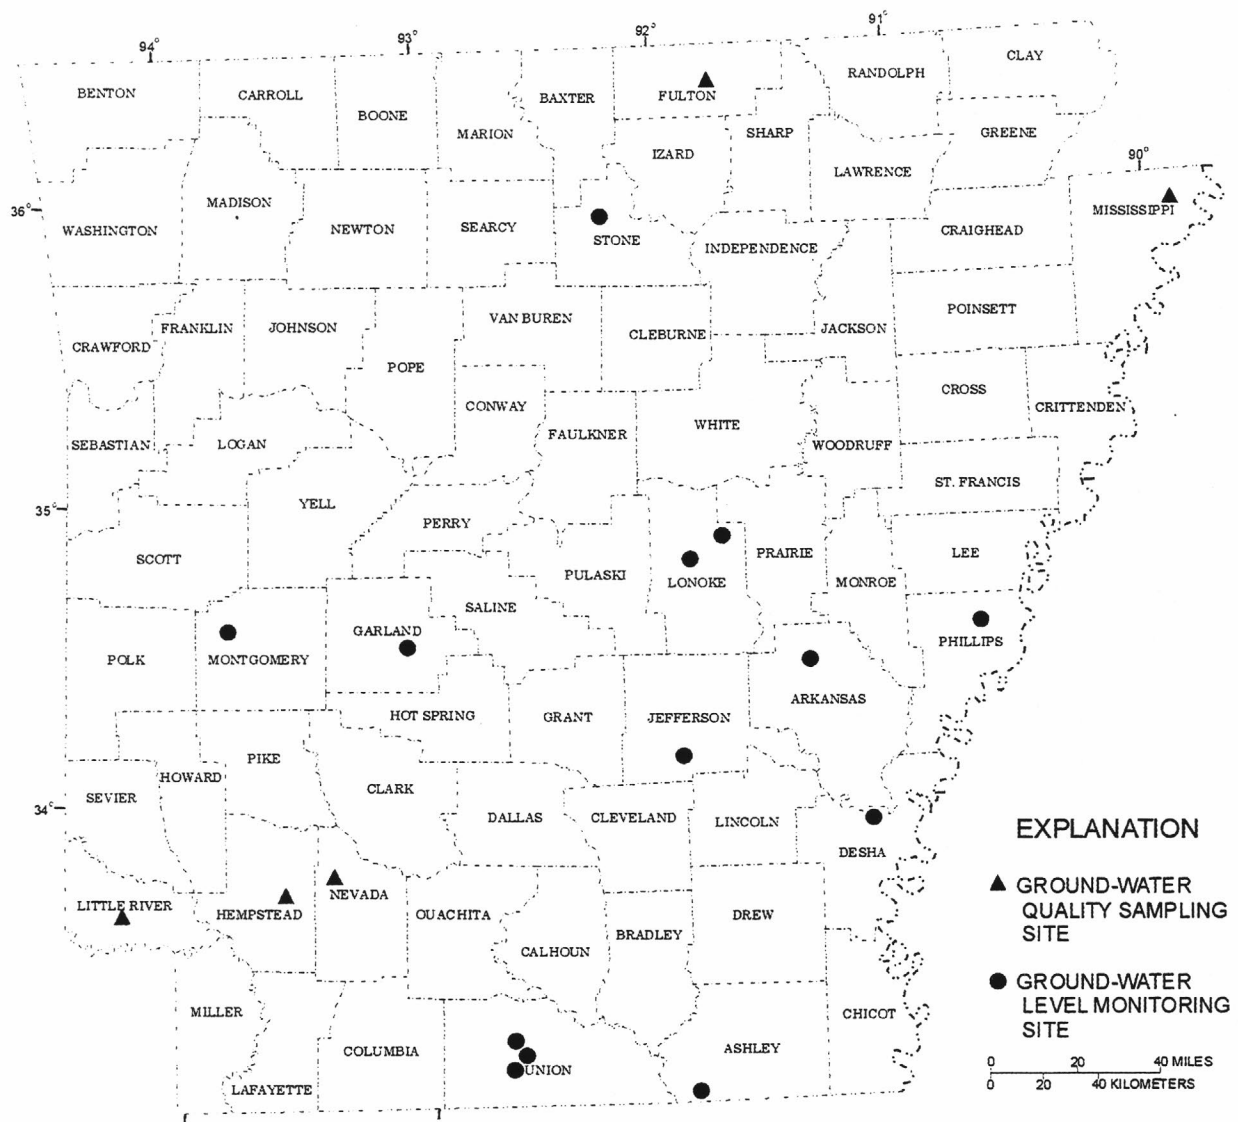 94°
93°
92°
91°
BENTON
CARROLL
BOONE
MARION
BAXTER
FULTON
RANDOLPH
CLAY
SHARP
IZARD
GREENE
LAWRENCE
90°
36°
WASHINGTON
MADISON
NEWTON
SEARCY
STONE
INDEPENDENCE
CRAIGHEAD
MISSISSIPPI
CRAWFORD
FRANKLIN
JOHNSON
POPE
VAN BUREN
CLEBURNE
JACKSON
POINSETT
SEBASTIAN
LOGAN
CONWAY
FAULKNER
WHITE
WOODRUFF
CROSS
CRITTENDEN
35°
SCOTT
YELL
PERRY
PULASKI
LONOKE
PRAIRIE
MONROE
ST. FRANCIS
LEE
POLK
MONTGOMERY
GARLAND
SALINE
ARKANSAS
PHILLIPS
HOT SPRING
GRANT
JEFFERSON
34°
SEVIER
HOWARD
PIKE
CLARK
DALLAS
CLEVELAND
LINCOLN
DESHA
LITTLE RIVER
HEMPSTEAD
NEVADA
OUACHITA
CALHOUN
BRADLEY
DREW
MILLER
LAFAYETTE
COLUMBIA
UNION
ASHLEY
CHICOT
EXPLANATION
GROUND-WATER
QUALITY SAMPLING
SITE
GROUND-WATER
LEVEL MONITORING
SITE
0 20 40 MILES
0 20 40 KILOMETERS